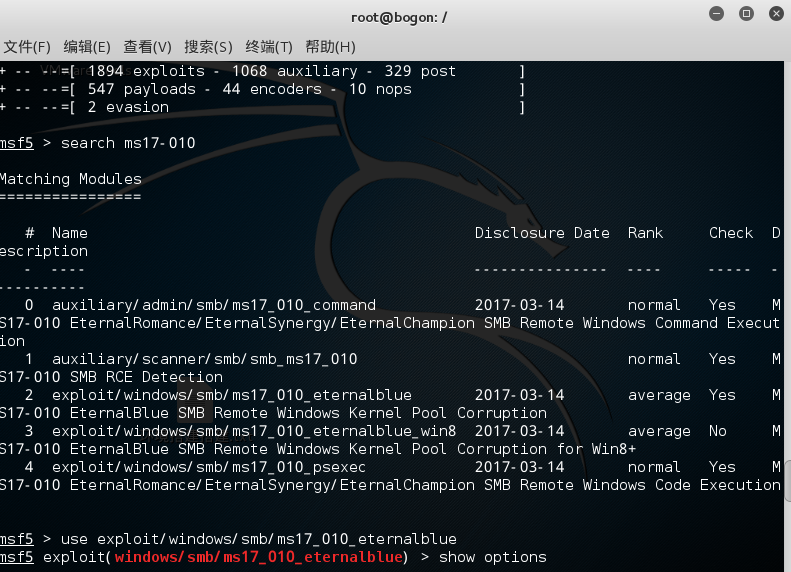 root@bogon: /
文件(F) 编辑(E) 查看(V) 搜索(S) 终端(T) 帮助(H)
+ -- --=[ 1894 exploits - 1068 auxiliary - 329 post       ]
+ -- --=[ 547 payloads - 44 encoders - 10 nops            ]
+ -- --=[ 2 evasion                                       ]
msf5 > search ms17-010
Matching Modules
================
   #  Name                                           Disclosure Date  Rank     Check  D
escription
   -  ----                                           ---------------  ----     -----  -
----------
   0  auxiliary/admin/smb/ms17_010_command           2017-03-14       normal   Yes    M
S17-010 EternalRomance/EternalSynergy/EternalChampion SMB Remote Windows Command Execut
ion
   1  auxiliary/scanner/smb/smb_ms17_010                              normal   Yes    M
S17-010 SMB RCE Detection
   2  exploit/windows/smb/ms17_010_eternalblue       2017-03-14       average  Yes    M
S17-010 EternalBlue SMB Remote Windows Kernel Pool Corruption
   3  exploit/windows/smb/ms17_010_eternalblue_win8  2017-03-14       average  No     M
S17-010 EternalBlue SMB Remote Windows Kernel Pool Corruption for Win8+
   4  exploit/windows/smb/ms17_010_psexec            2017-03-14       normal   Yes    M
S17-010 EternalRomance/EternalSynergy/EternalChampion SMB Remote Windows Code Execution
msf5 > use exploit/windows/smb/ms17_010_eternalblue
msf5 exploit(windows/smb/ms17_010_eternalblue) > show options